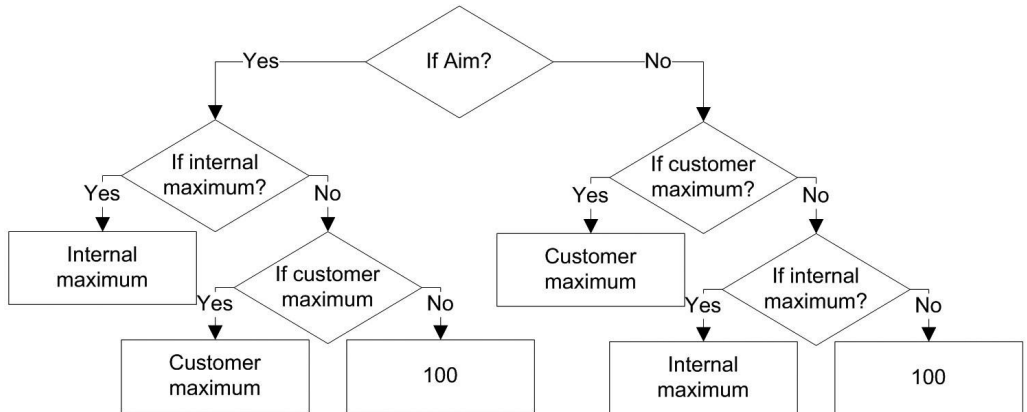 If Aim?
Yes
No
If internal
maximum?
If customer
maximum?
Yes
No
Yes
No
Internal
maximum
Customer
maximum
If customer
maximum
If internal
maximum?
Yes
No
Yes
No
Customer
maximum
100
Internal
maximum
100